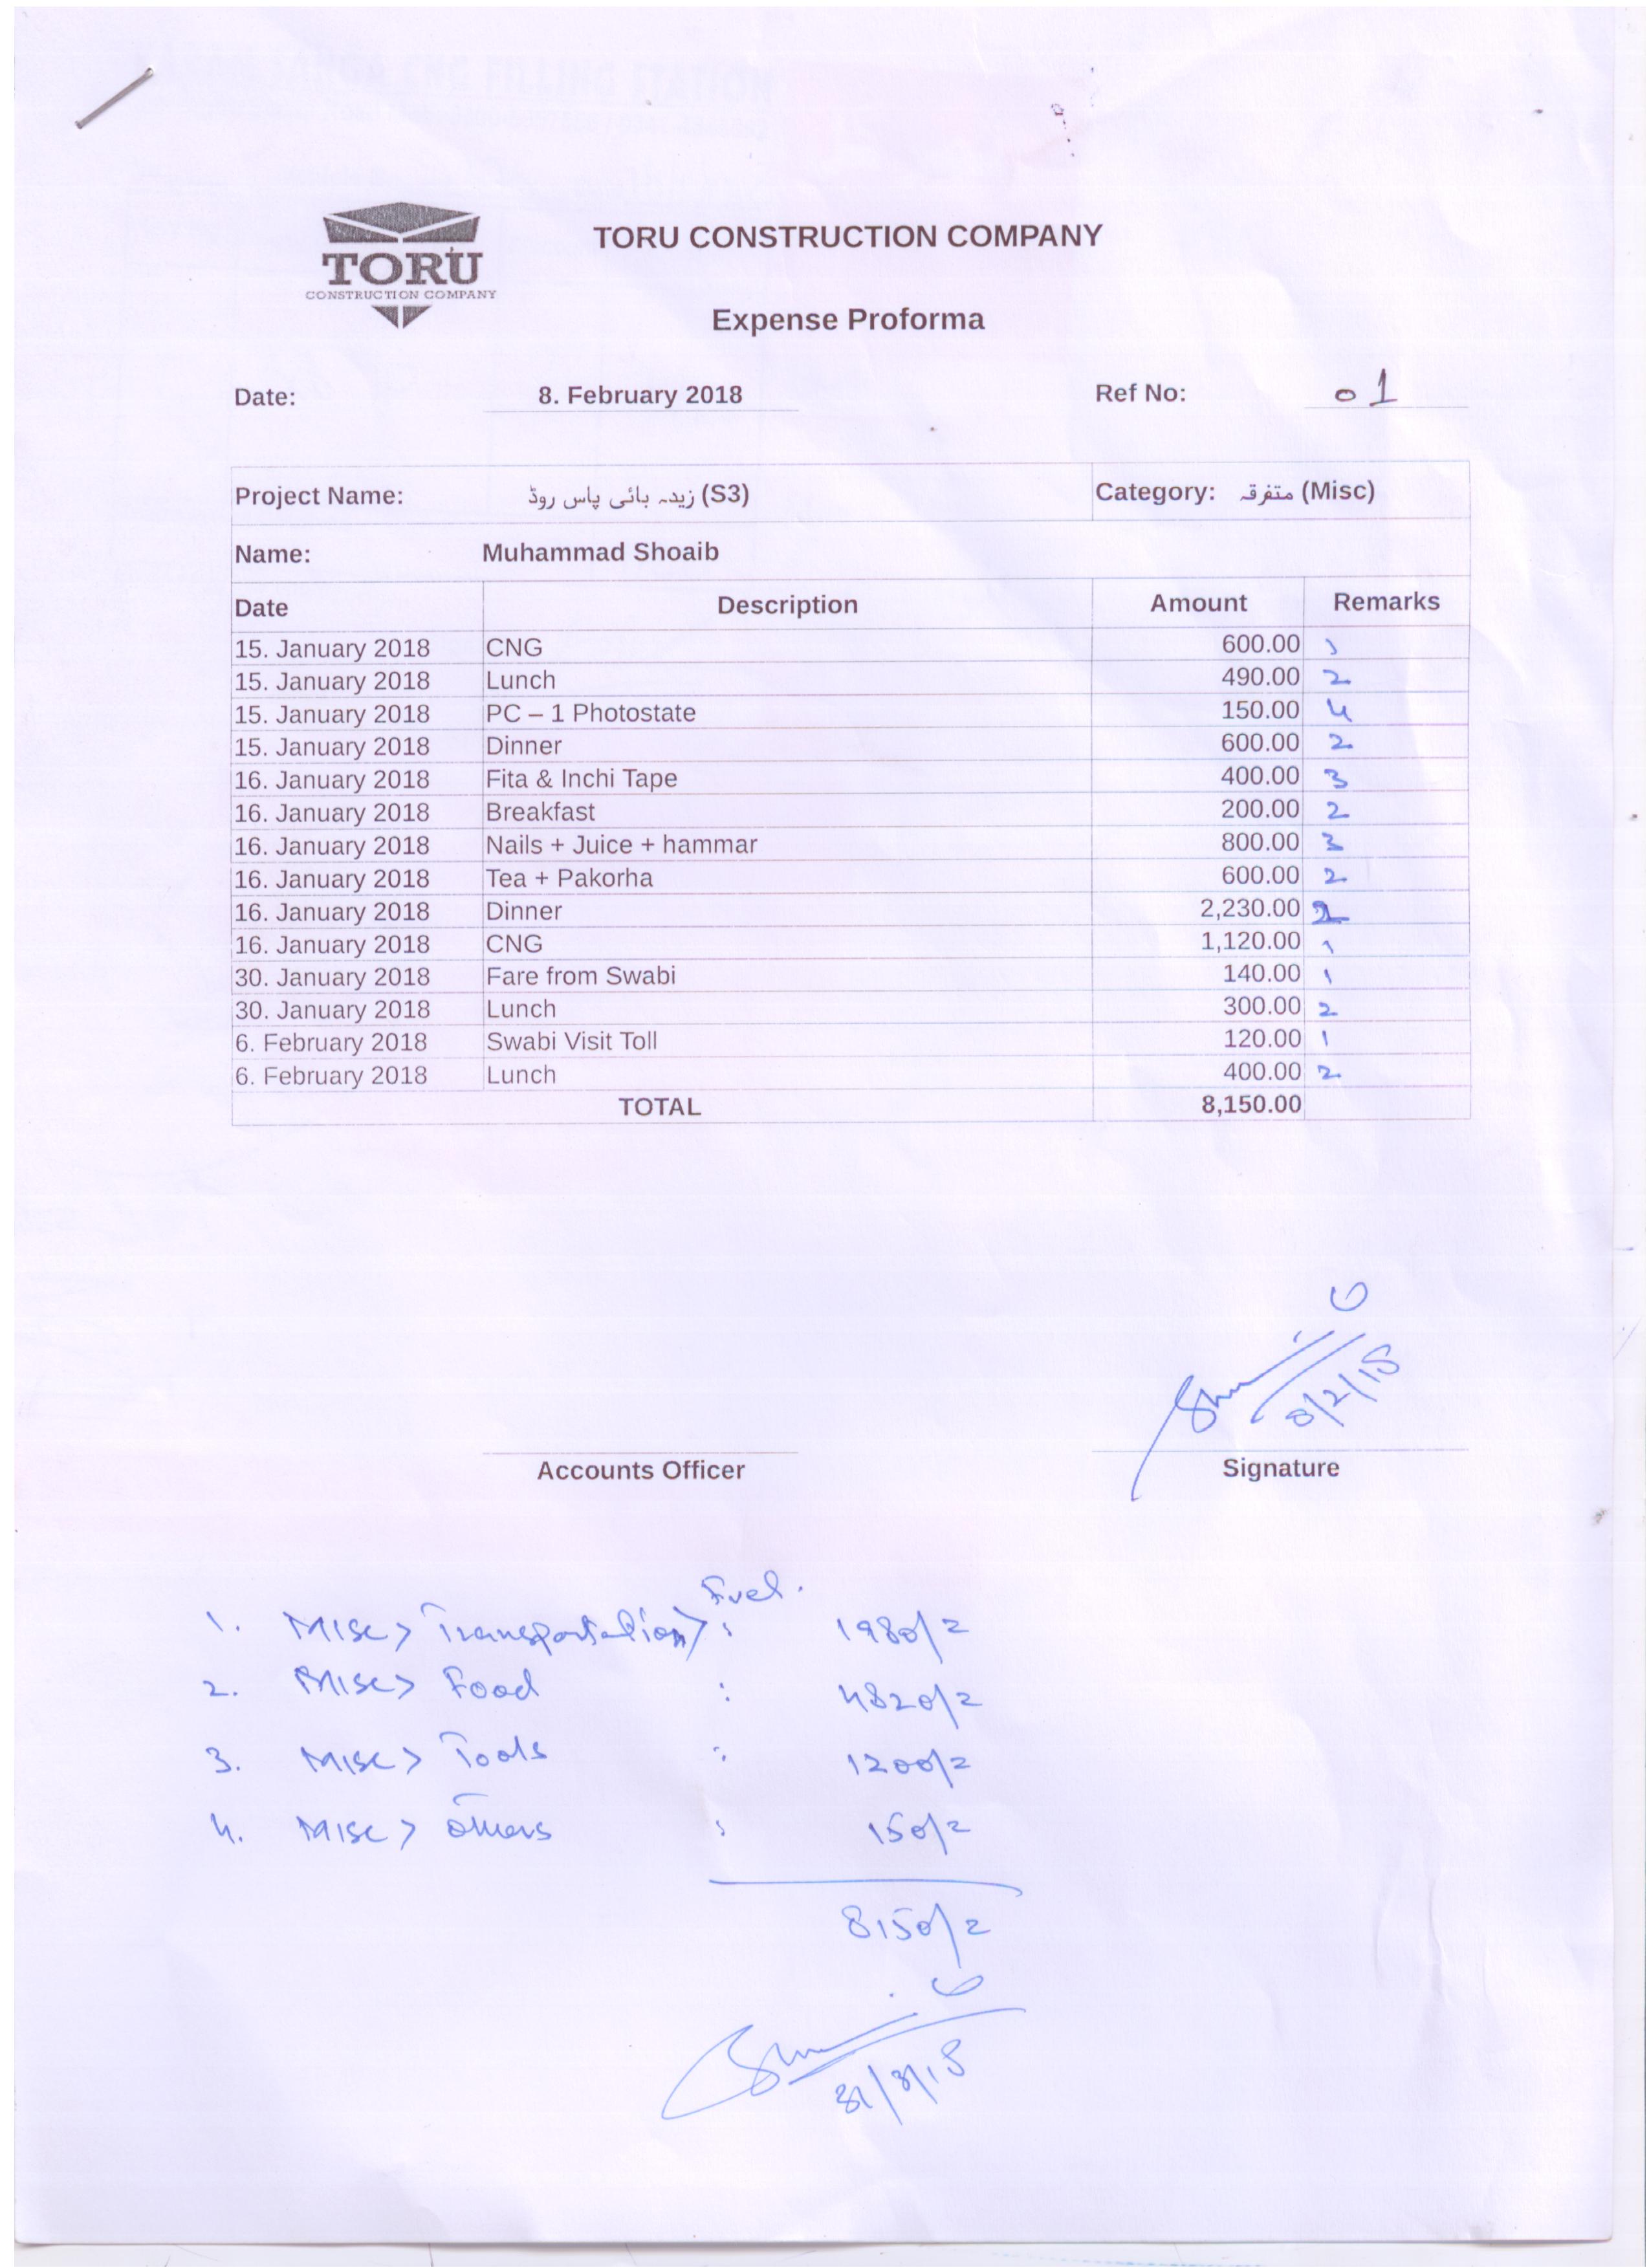 TORU
CONSTRUCTION COMPANY
TORU CONSTRUCTION COMPANY
Expense Proforma
Date: 8. February 2018 Ref No: 01
Project Name: زیدہ بائی پاس روڈ (S3) Category: متفرقہ (Misc)
Name: Muhammad Shoaib
Date Description Amount Remarks
15. January 2018 CNG 600.00 1
15. January 2018 Lunch 490.00 2
15. January 2018 PC – 1 Photostate 150.00 4
15. January 2018 Dinner 600.00 2
16. January 2018 Fita & Inchi Tape 400.00 3
16. January 2018 Breakfast 200.00 2
16. January 2018 Nails + Juice + hammar 800.00 3
16. January 2018 Tea + Pakorha 600.00 2
16. January 2018 Dinner 2,230.00 2
16. January 2018 CNG 1,120.00 1
30. January 2018 Fare from Swabi 140.00 1
30. January 2018 Lunch 300.00 2
6. February 2018 Swabi Visit Toll 120.00 1
6. February 2018 Lunch 400.00 2
TOTAL 8,150.00
8/2/18
Accounts Officer Signature
Fuel.
1. Misc > Transportation > : 1980/=
2. Misc > Food : 4820/=
3. Misc > Tools : 1200/=
4. Misc > Others : 150/=
8150/=